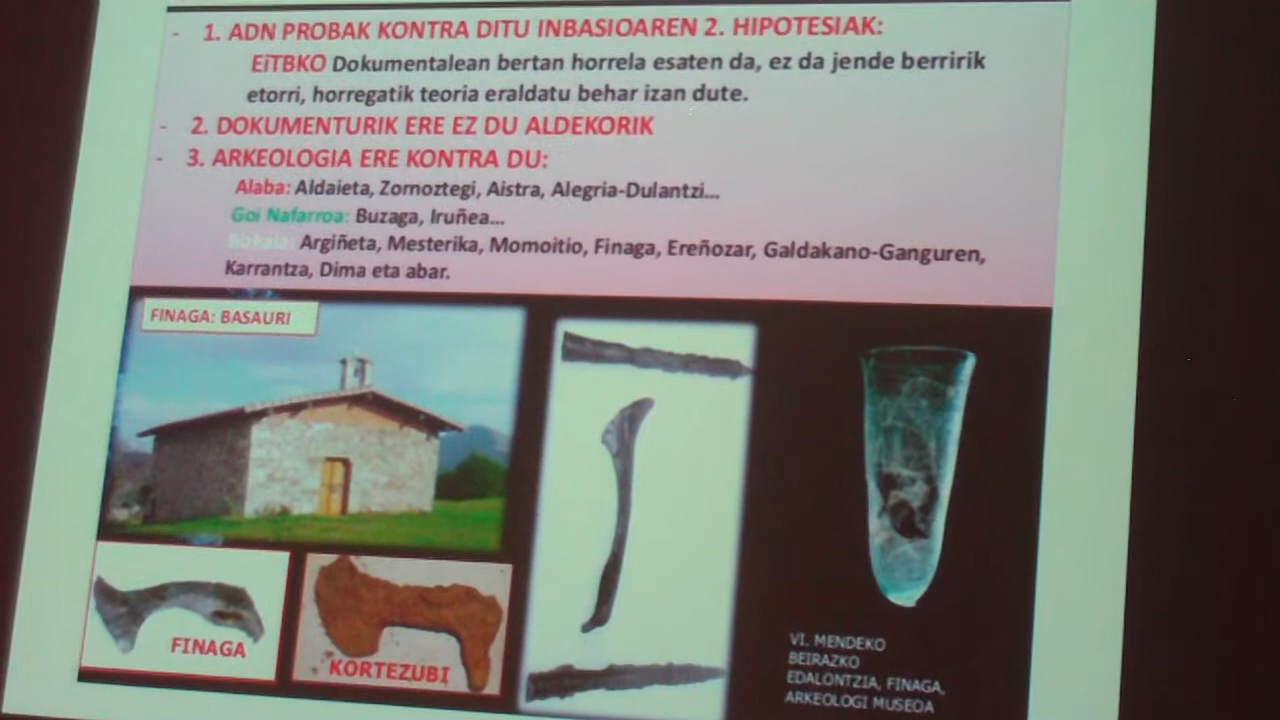 - 1. ADN PROBAK KONTRA DITU INBASIOAREN 2. HIPOTESIAK:
EiTBKO Dokumentalean bertan horrela esaten da, ez da jende berririk
etorri, horregatik teoria eraldatu behar izan dute.
- 2. DOKUMENTURIK ERE EZ DU ALDEKORIK
- 3. ARKEOLOGIA ERE KONTRA DU:
Alaba: Aldaieta, Zornoztegi, Aistra, Alegria-Dulantzi...
Goi Nafarroa: Buzaga, Iruñea...
Bizkaia: Argiñeta, Mesterika, Momoitio, Finaga, Ereñozar, Galdakano-Ganguren,
Karrantza, Dima eta abar.
FINAGA: BASAURI
FINAGA
KORTEZUBI
VI. MENDEKO
BEIRAZKO
EDALONTZIA, FINAGA,
ARKEOLOGI MUSEOA